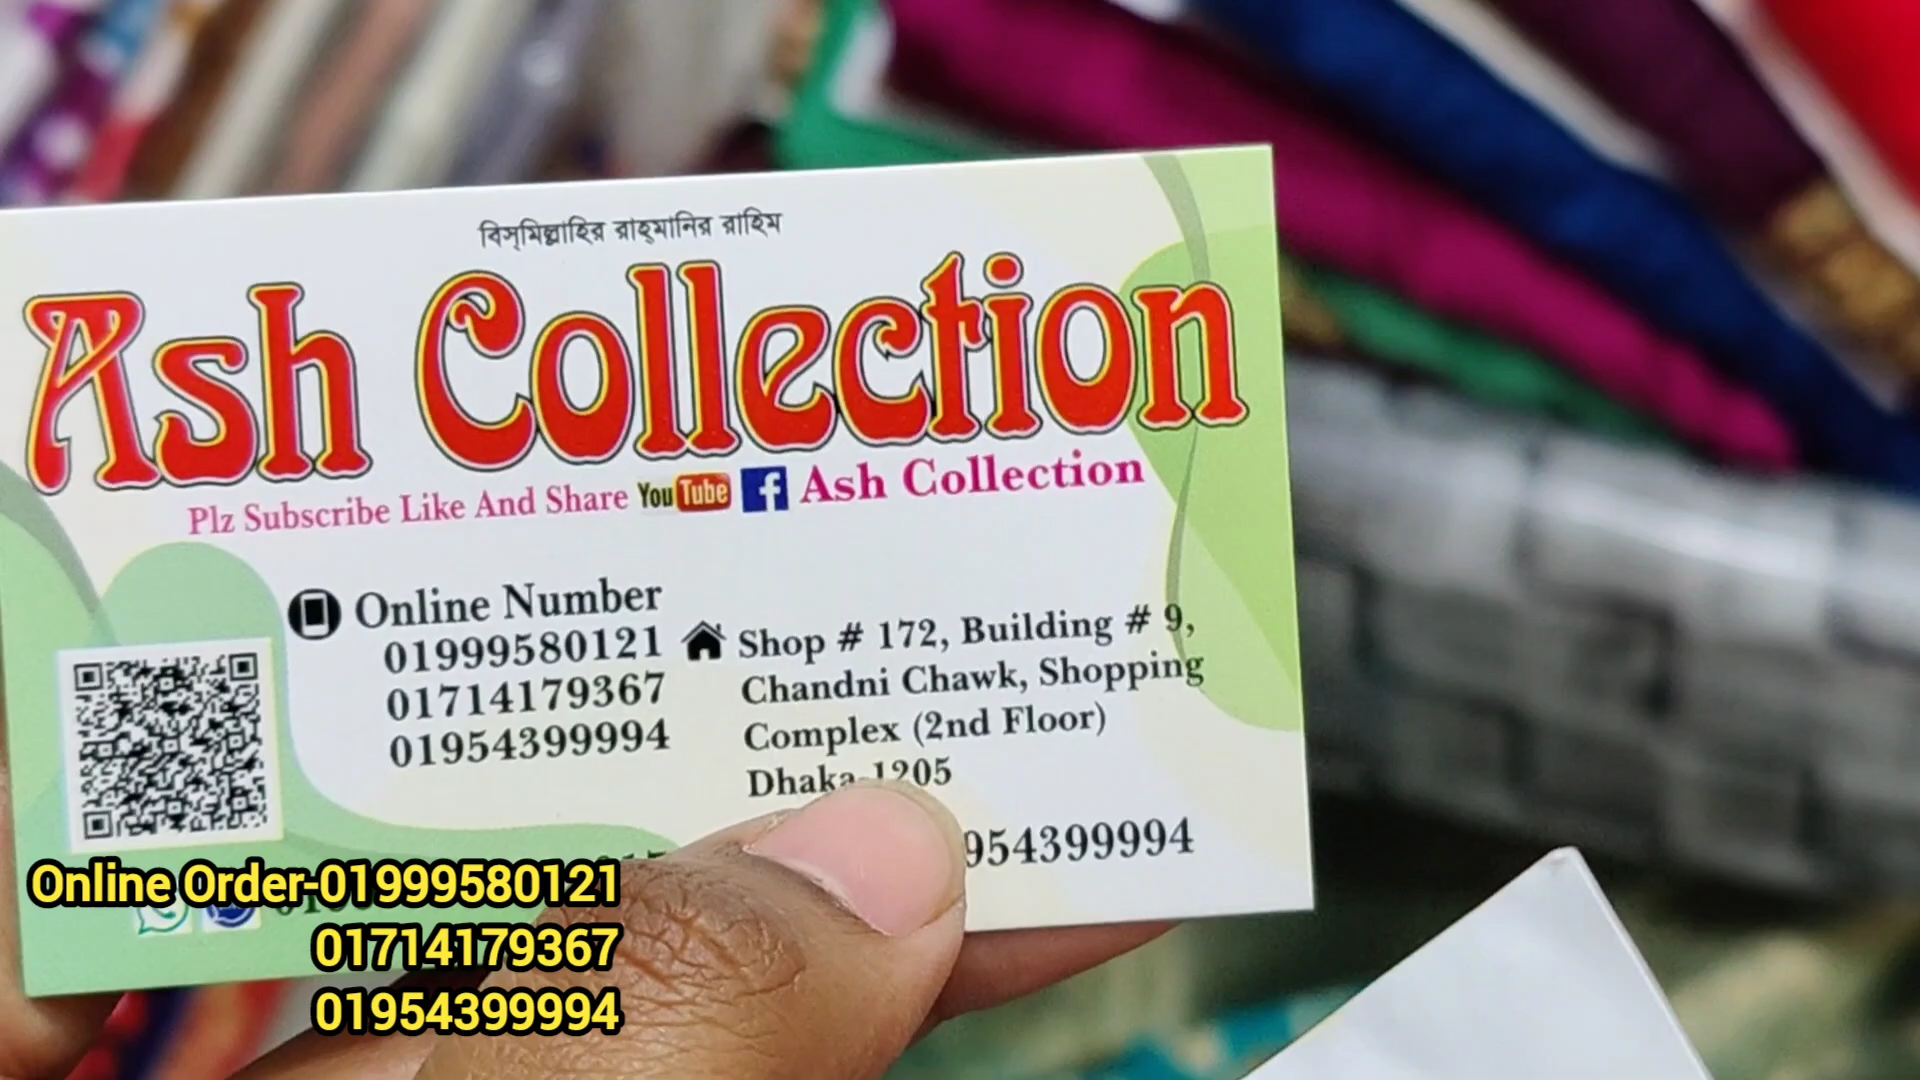 বিস্‌মিল্লাহির রাহ্‌মানির রাহিম
Ash Collection
Plz Subscribe Like And Share YouTube f Ash Collection
Online Number
01999580121
01714179367
01954399994
Shop # 172, Building # 9,
Chandni Chawk, Shopping
Complex (2nd Floor)
Dhaka-1205
954399994
Online Order-01999580121
01714179367
01954399994